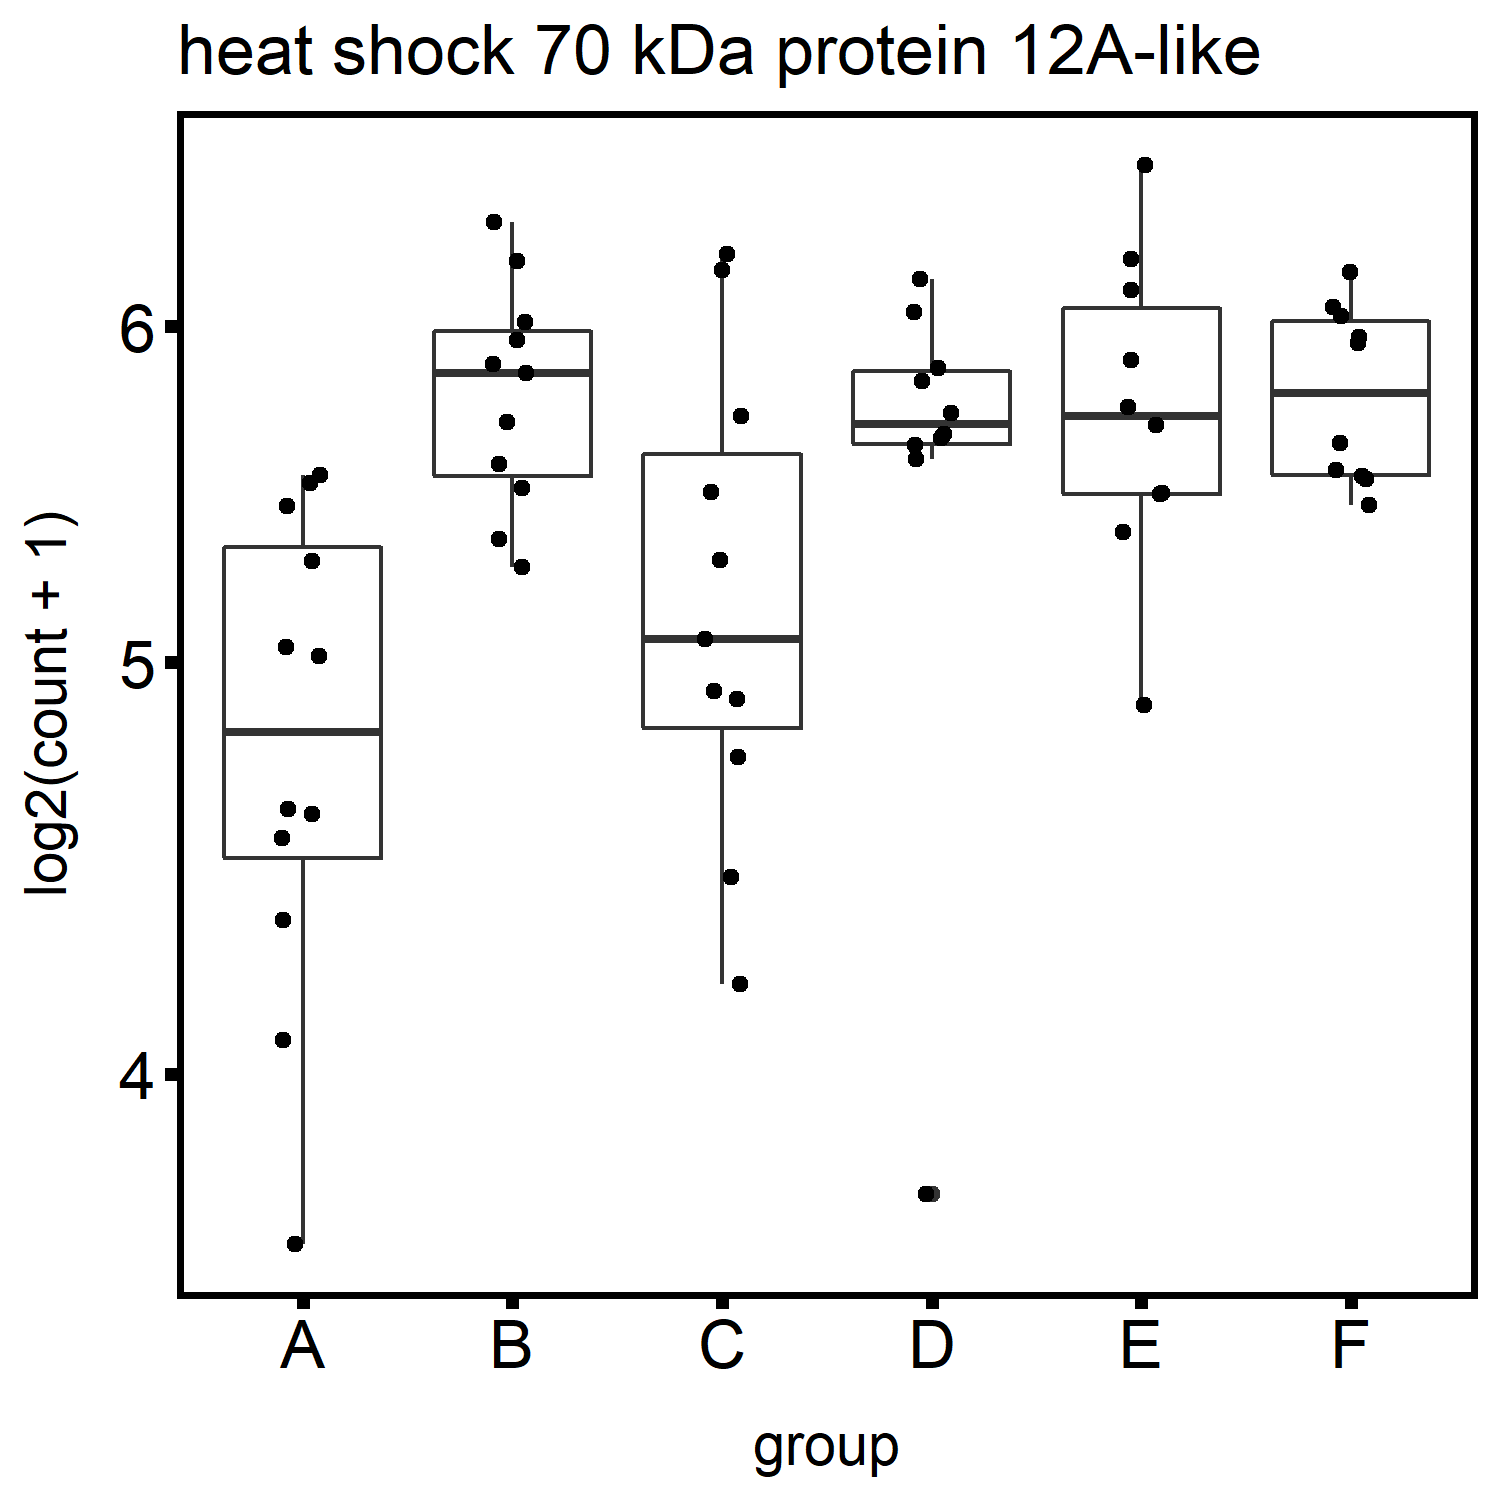 heat shock 70 kDa protein 12A-like
log2(count + 1)
6
5
4
A B C D E F
group